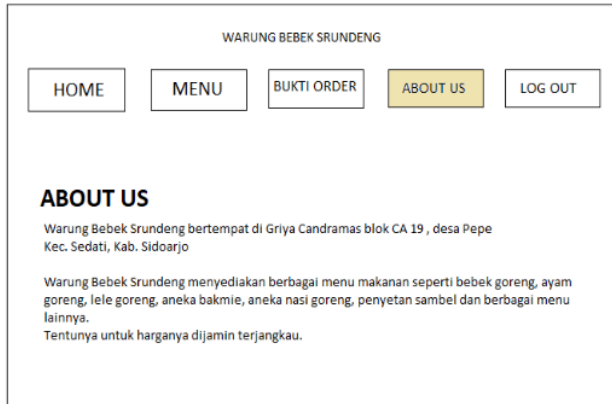 WARUNG BEBEK SRUNDENG
HOME
MENU
BUKTI ORDER
ABOUT US
LOG OUT
ABOUT US
Warung Bebek Srundeng bertempat di Griya Candramas blok CA 19 , desa Pepe
Kec. Sedati, Kab. Sidoarjo
Warung Bebek Srundeng menyediakan berbagai menu makanan seperti bebek goreng, ayam
goreng, lele goreng, aneka bakmie, aneka nasi goreng, penyetan sambel dan berbagai menu
lainnya.
Tentunya untuk harganya dijamin terjangkau.